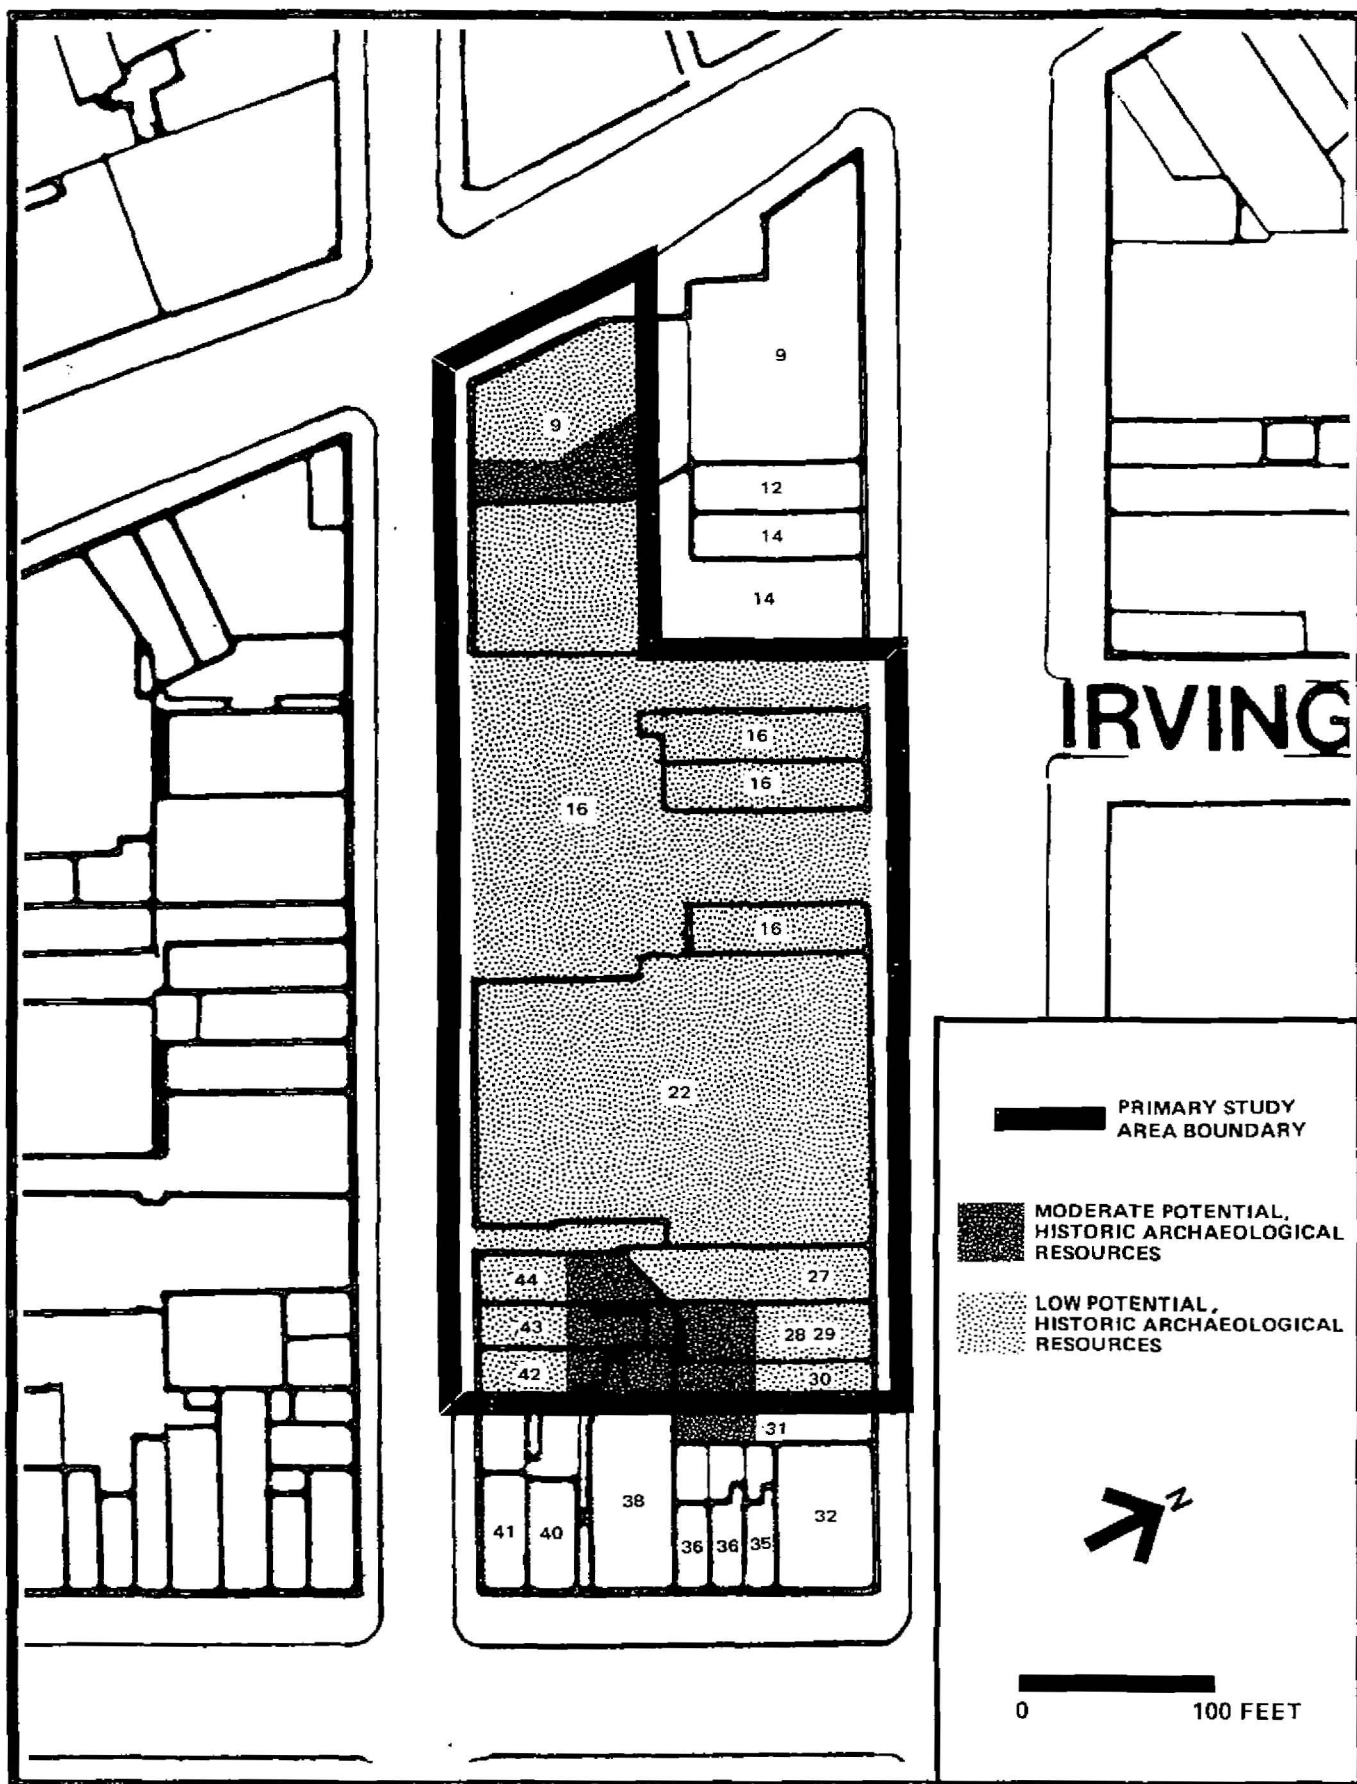 9
9
12
14
14
IRVING
16
16
16
16
22
PRIMARY STUDY
AREA BOUNDARY
MODERATE POTENTIAL,
HISTORIC ARCHAEOLOGICAL
RESOURCES
LOW POTENTIAL,
HISTORIC ARCHAEOLOGICAL
RESOURCES
44
27
43
28 29
42
30
31
38
41
40
36
36
35
32
N
0
100 FEET